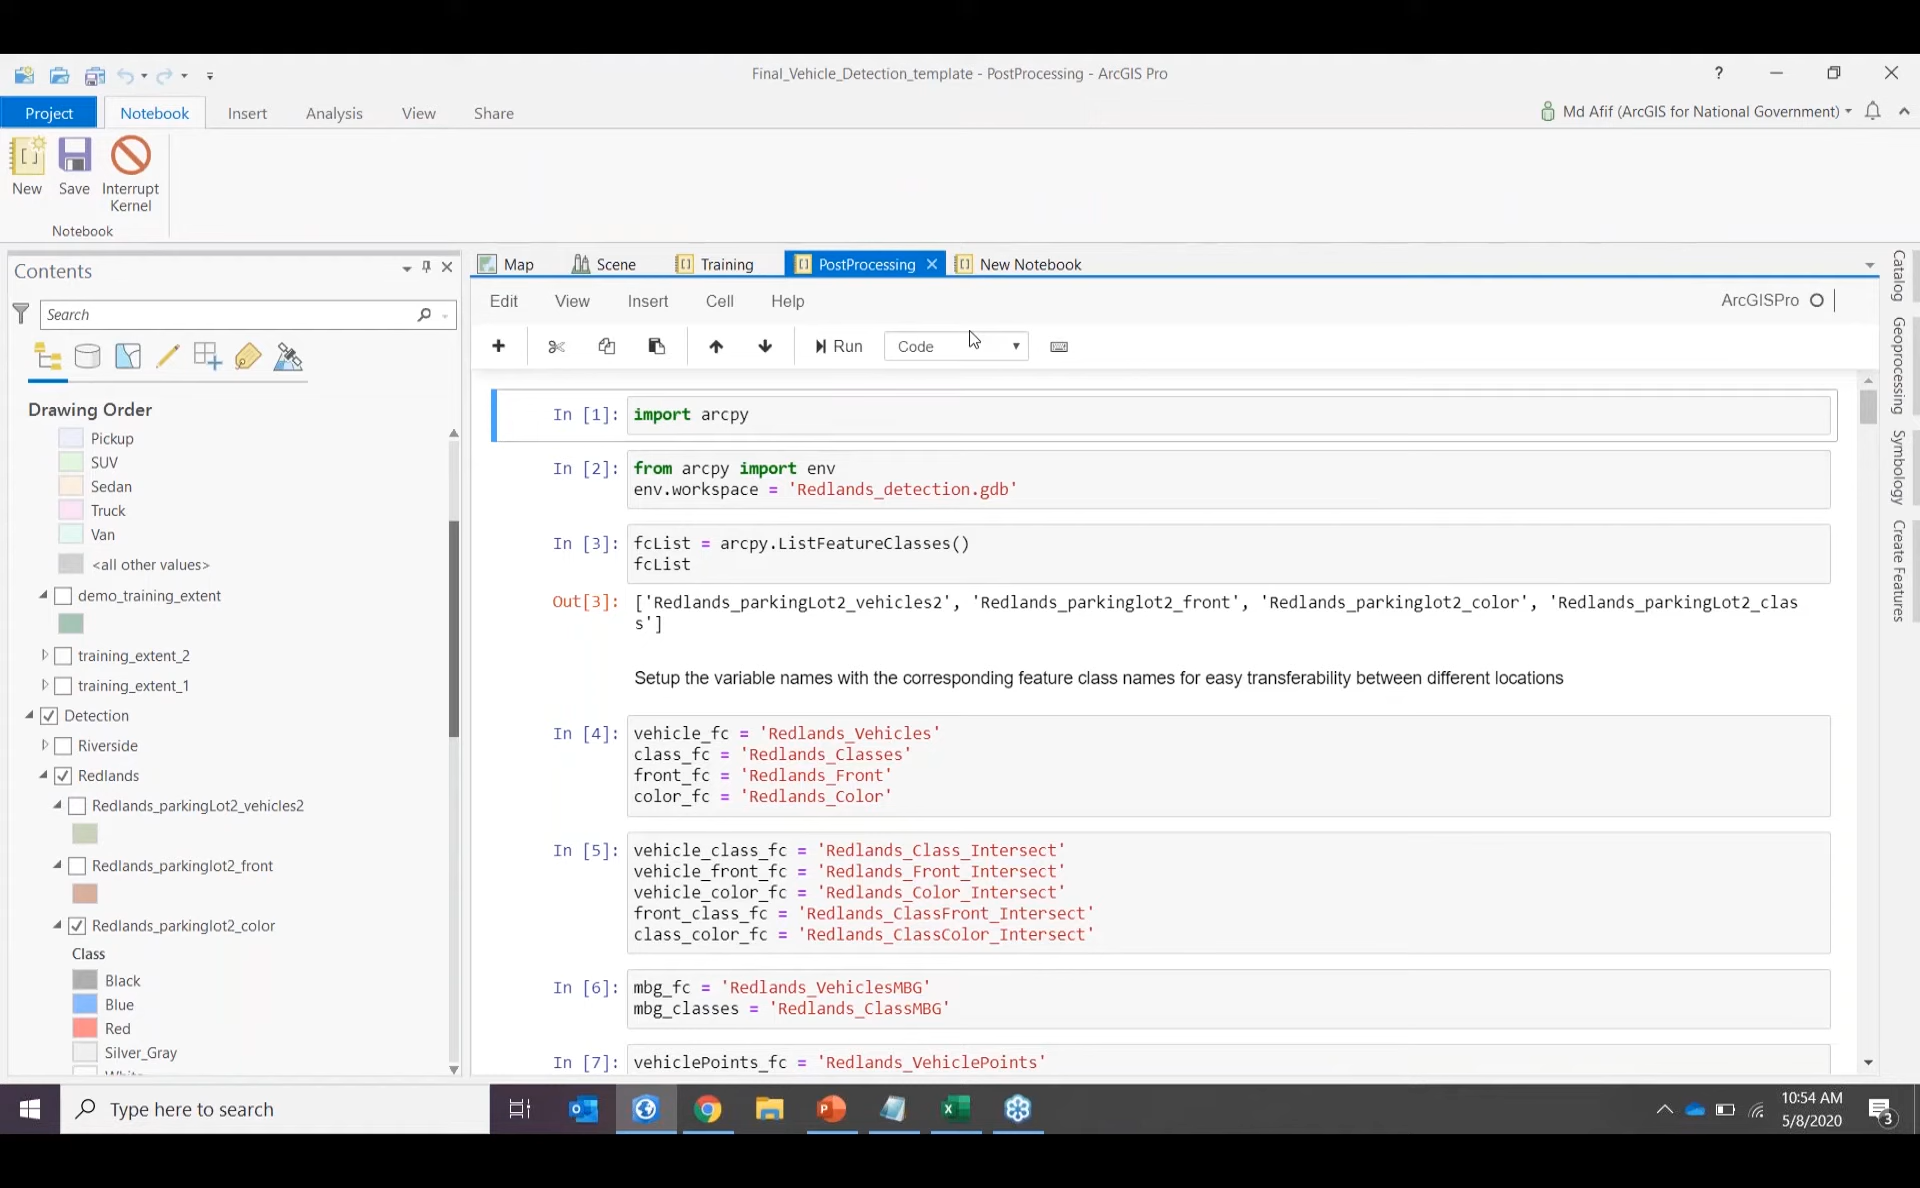 Final_Vehicle_Detection_template - PostProcessing - ArcGIS Pro
?
Project
Notebook
Insert
Analysis
View
Share
Md Afif (ArcGIS for National Government)
New
Save
Interrupt
Kernel
Notebook
Contents
Search
Drawing Order
Pickup
SUV
Sedan
Truck
Van
<all other values>
demo_training_extent
training_extent_2
training_extent_1
Detection
Riverside
Redlands
Redlands_parkingLot2_vehicles2
Redlands_parkinglot2_front
Redlands_parkinglot2_color
Class
Black
Blue
Red
Silver_Gray
Map
Scene
Training
PostProcessing
New Notebook
Edit
View
Insert
Cell
Help
ArcGISPro
Run
Code
In [1]: import arcpy
In [2]: from arcpy import env
env.workspace = 'Redlands_detection.gdb'
In [3]: fcList = arcpy.ListFeatureClasses()
fcList
Out[3]: ['Redlands_parkingLot2_vehicles2', 'Redlands_parkinglot2_front', 'Redlands_parkinglot2_color', 'Redlands_parkingLot2_clas
s']
Setup the variable names with the corresponding feature class names for easy transferability between different locations
In [4]: vehicle_fc = 'Redlands_Vehicles'
class_fc = 'Redlands_Classes'
front_fc = 'Redlands_Front'
color_fc = 'Redlands_Color'
In [5]: vehicle_class_fc = 'Redlands_Class_Intersect'
vehicle_front_fc = 'Redlands_Front_Intersect'
vehicle_color_fc = 'Redlands_Color_Intersect'
front_class_fc = 'Redlands_ClassFront_Intersect'
class_color_fc = 'Redlands_ClassColor_Intersect'
In [6]: mbg_fc = 'Redlands_VehiclesMBG'
mbg_classes = 'Redlands_ClassMBG'
In [7]: vehiclePoints_fc = 'Redlands_VehiclePoints'
Catalog
Geoprocessing
Symbology
Create Features
Type here to search
10:54 AM
5/8/2020
3